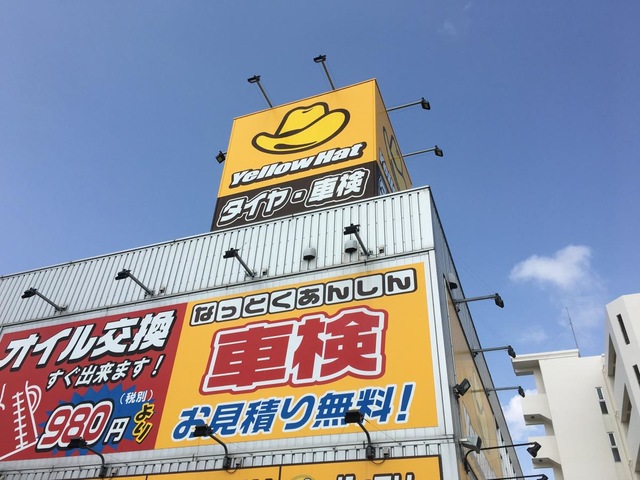 Yellow Hat
タイヤ・車検
オイル交換
すぐ出来ます!
(税別)
980円より
なっとくあんしん
車検
お見積り無料!